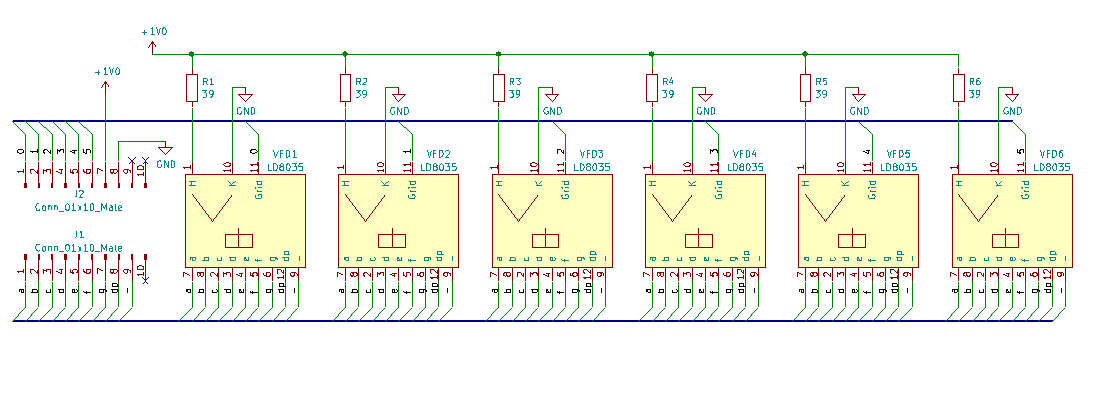 +1V0
+1V0
R1
39
R2
39
R3
39
R4
39
R5
39
R6
39
GND
GND
GND
GND
GND
GND
0 1 2 3 4 5
GND
1 2 3 4 5 6 7 8 9 10
J2
Conn_01x10_Male
J1
Conn_01x10_Male
1 2 3 4 5 6 7 8 9 10
a b c d e f g dp -
VFD1
LD8035
1 10 11 0
H K Grid
a b c d e f g dp -
7 8 2 3 4 5 6 12 9
a b c d e f g dp -
VFD2
LD8035
1 10 11 1
H K Grid
a b c d e f g dp -
7 8 2 3 4 5 6 12 9
a b c d e f g dp -
VFD3
LD8035
1 10 11 2
H K Grid
a b c d e f g dp -
7 8 2 3 4 5 6 12 9
a b c d e f g dp -
VFD4
LD8035
1 10 11 3
H K Grid
a b c d e f g dp -
7 8 2 3 4 5 6 12 9
a b c d e f g dp -
VFD5
LD8035
1 10 11 4
H K Grid
a b c d e f g dp -
7 8 2 3 4 5 6 12 9
a b c d e f g dp -
VFD6
LD8035
1 10 11 5
H K Grid
a b c d e f g dp -
7 8 2 3 4 5 6 12 9
a b c d e f g dp -